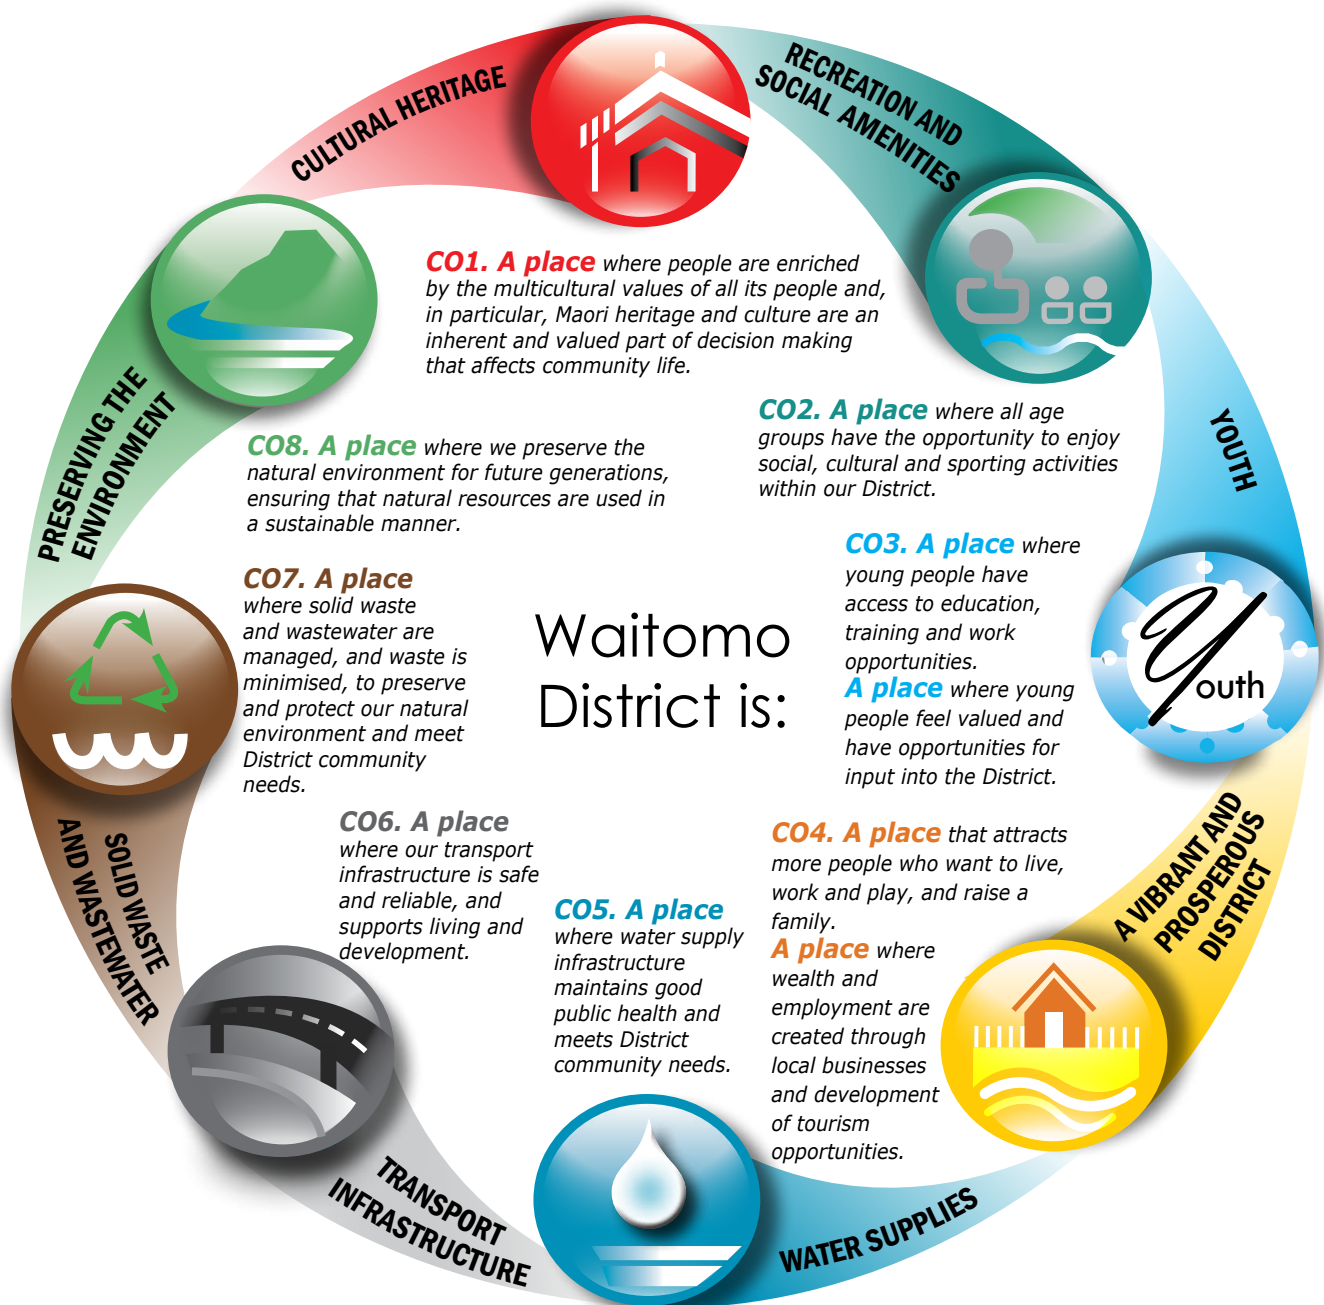 CULTURAL HERITAGE
RECREATION AND
SOCIAL AMENITIES
CO1. A place where people are enriched
by the multicultural values of all its people and,
in particular, Maori heritage and culture are an
inherent and valued part of decision making
that affects community life.
CO2. A place where all age
groups have the opportunity to enjoy
social, cultural and sporting activities
within our District.
YOUTH
CO3. A place where
young people have
access to education,
training and work
opportunities.
A place where young
people feel valued and
have opportunities for
input into the District.
Youth
A VIBRANT AND
PROSPEROUS
DISTRICT
CO4. A place that attracts
more people who want to live,
work and play, and raise a
family.
A place where
wealth and
employment are
created through
local businesses
and development
of tourism
opportunities.
WATER SUPPLIES
CO5. A place
where water supply
infrastructure
maintains good
public health and
meets District
community needs.
TRANSPORT
INFRASTRUCTURE
CO6. A place
where our transport
infrastructure is safe
and reliable, and
supports living and
development.
SOLID WASTE
AND WASTEWATER
CO7. A place
where solid waste
and wastewater are
managed, and waste is
minimised, to preserve
and protect our natural
environment and meet
District community
needs.
PRESERVING THE
ENVIRONMENT
CO8. A place where we preserve the
natural environment for future generations,
ensuring that natural resources are used in
a sustainable manner.
Waitomo
District is: